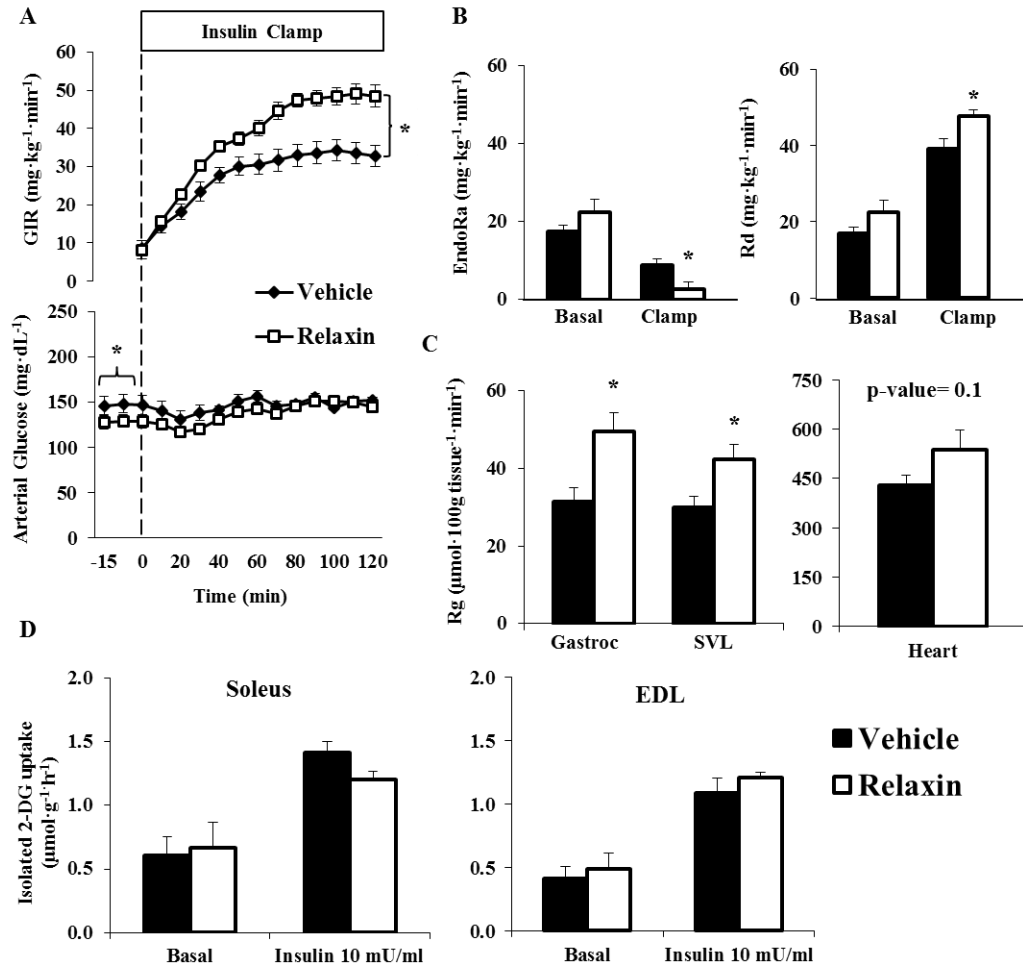 A
Insulin Clamp
GIR (mg·kg⁻¹·min⁻¹)
60
50
40
30
20
10
0
*
Vehicle
Relaxin
Arterial Glucose (mg·dL⁻¹)
250
200
150
100
50
0
*
-15 0 20 40 60 80 100 120
Time (min)
B
EndoRa (mg·kg⁻¹·min⁻¹)
60
40
20
0
*
Basal Clamp
Rd (mg·kg⁻¹·min⁻¹)
60
40
20
0
*
Basal Clamp
C
Rg (µmol·100g tissue⁻¹·min⁻¹)
60
40
20
0
*
*
Gastroc SVL
750
600
450
300
150
0
p-value= 0.1
Heart
D
Isolated 2-DG uptake
(µmol·g⁻¹·hr⁻¹)
2.0
1.5
1.0
0.5
0.0
Soleus
Basal Insulin 10 mU/ml
2.0
1.5
1.0
0.5
0.0
EDL
Basal Insulin 10 mU/ml
Vehicle
Relaxin